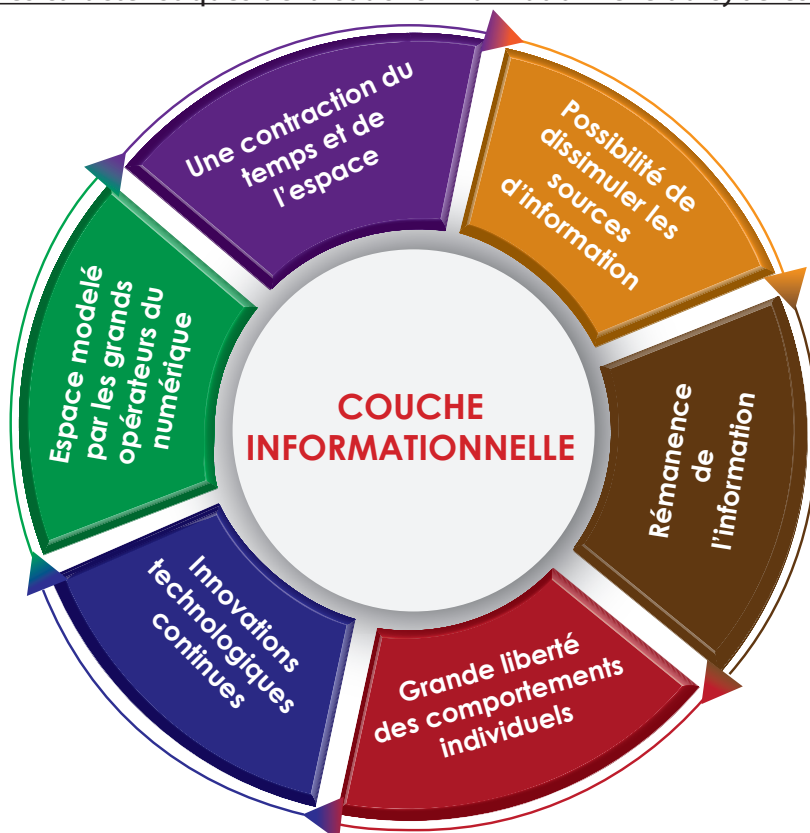 COUCHE
INFORMATIONNELLE
Une contraction du
temps et de
l'espace
Possibilité de
dissimuler les
sources
d'information
Rémanence
de
l'information
Grande liberté
des comportements
individuels
Innovations
technologiques
continues
Espace modelé
par les grands
opérateurs du
numérique